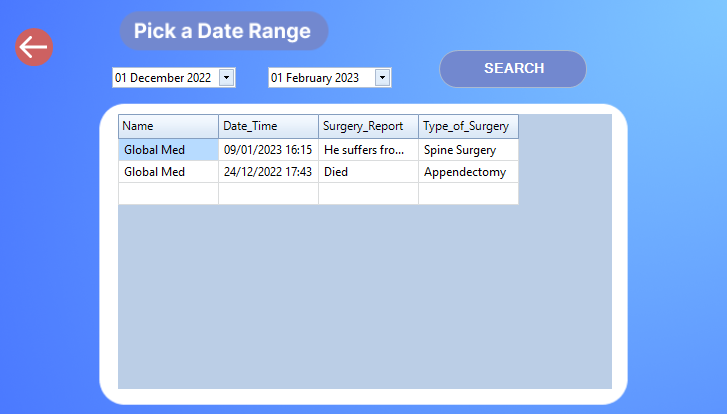 Pick a Date Range
01 December 2022 01 February 2023 SEARCH
Name Date_Time Surgery_Report Type_of_Surgery
Global Med 09/01/2023 16:15 He suffers fro... Spine Surgery
Global Med 24/12/2022 17:43 Died Appendectomy